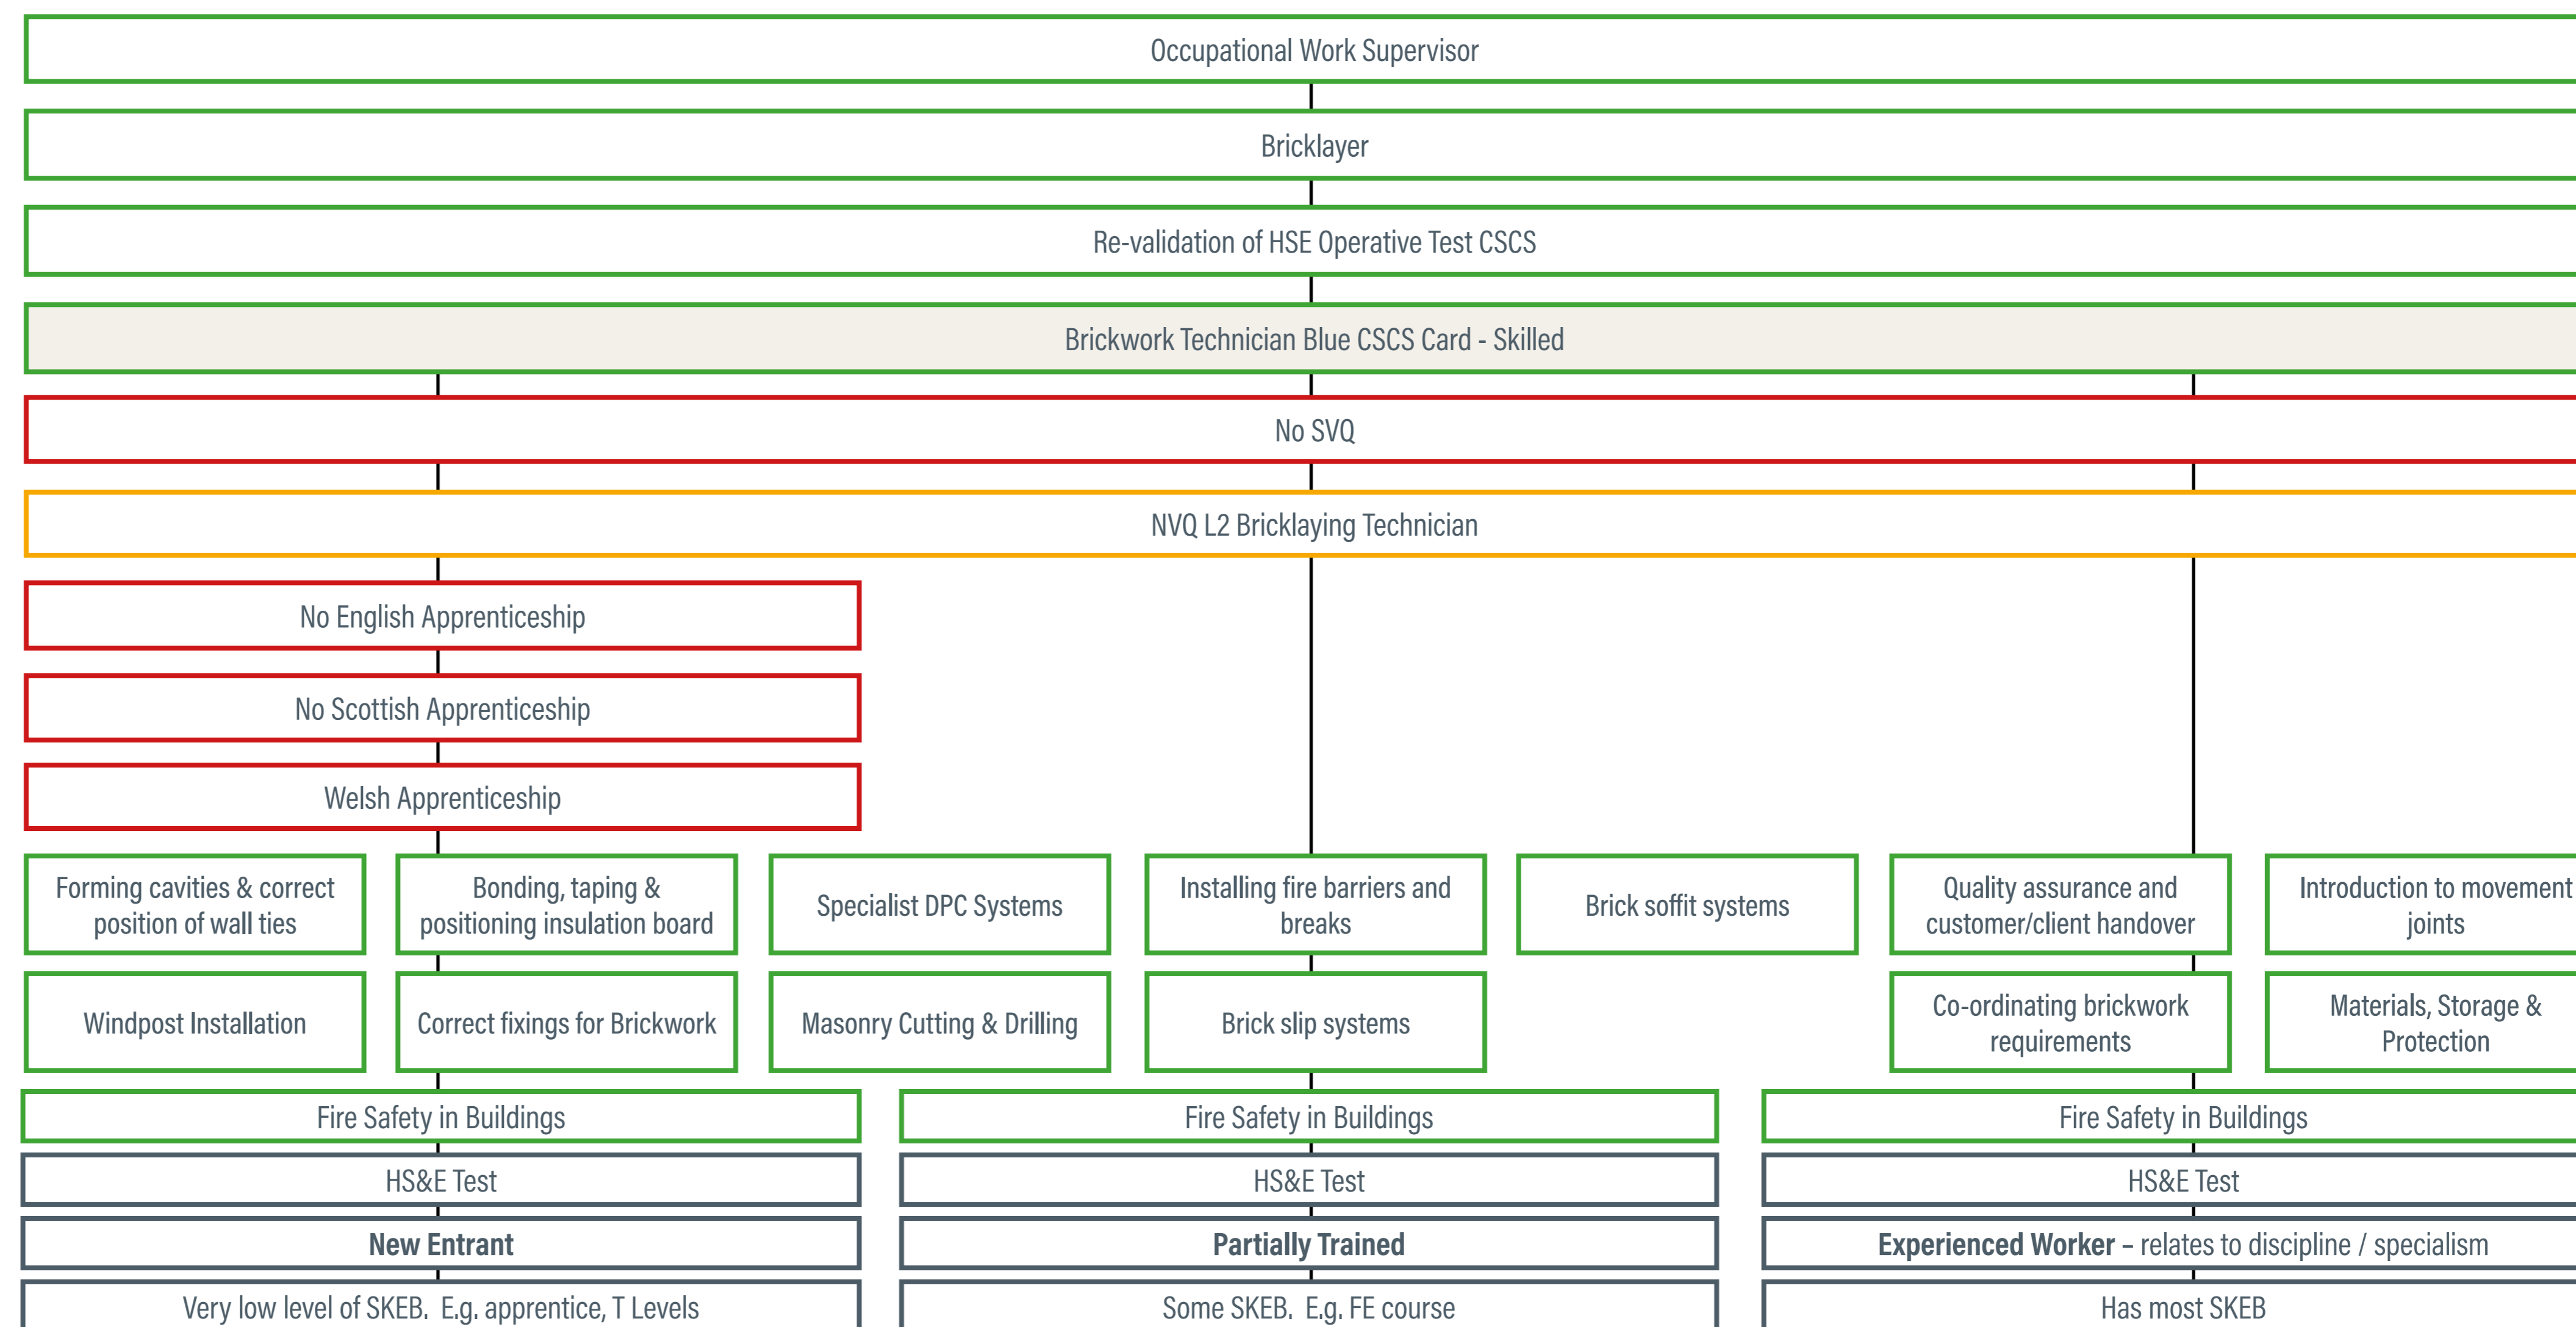 Occupational Work Supervisor
Bricklayer
Re-validation of HSE Operative Test CSCS
Brickwork Technician Blue CSCS Card - Skilled
No SVQ
NVQ L2 Bricklaying Technician
No English Apprenticeship
No Scottish Apprenticeship
Welsh Apprenticeship
Forming cavities & correct
position of wall ties
Bonding, taping &
positioning insulation board
Specialist DPC Systems
Installing fire barriers and
breaks
Brick soffit systems
Quality assurance and
customer/client handover
Introduction to movement
joints
Windpost Installation
Correct fixings for Brickwork
Masonry Cutting & Drilling
Brick slip systems
Co-ordinating brickwork
requirements
Materials, Storage &
Protection
Fire Safety in Buildings
Fire Safety in Buildings
Fire Safety in Buildings
HS&E Test
HS&E Test
HS&E Test
New Entrant
Partially Trained
Experienced Worker – relates to discipline / specialism
Very low level of SKEB. E.g. apprentice, T Levels
Some SKEB. E.g. FE course
Has most SKEB